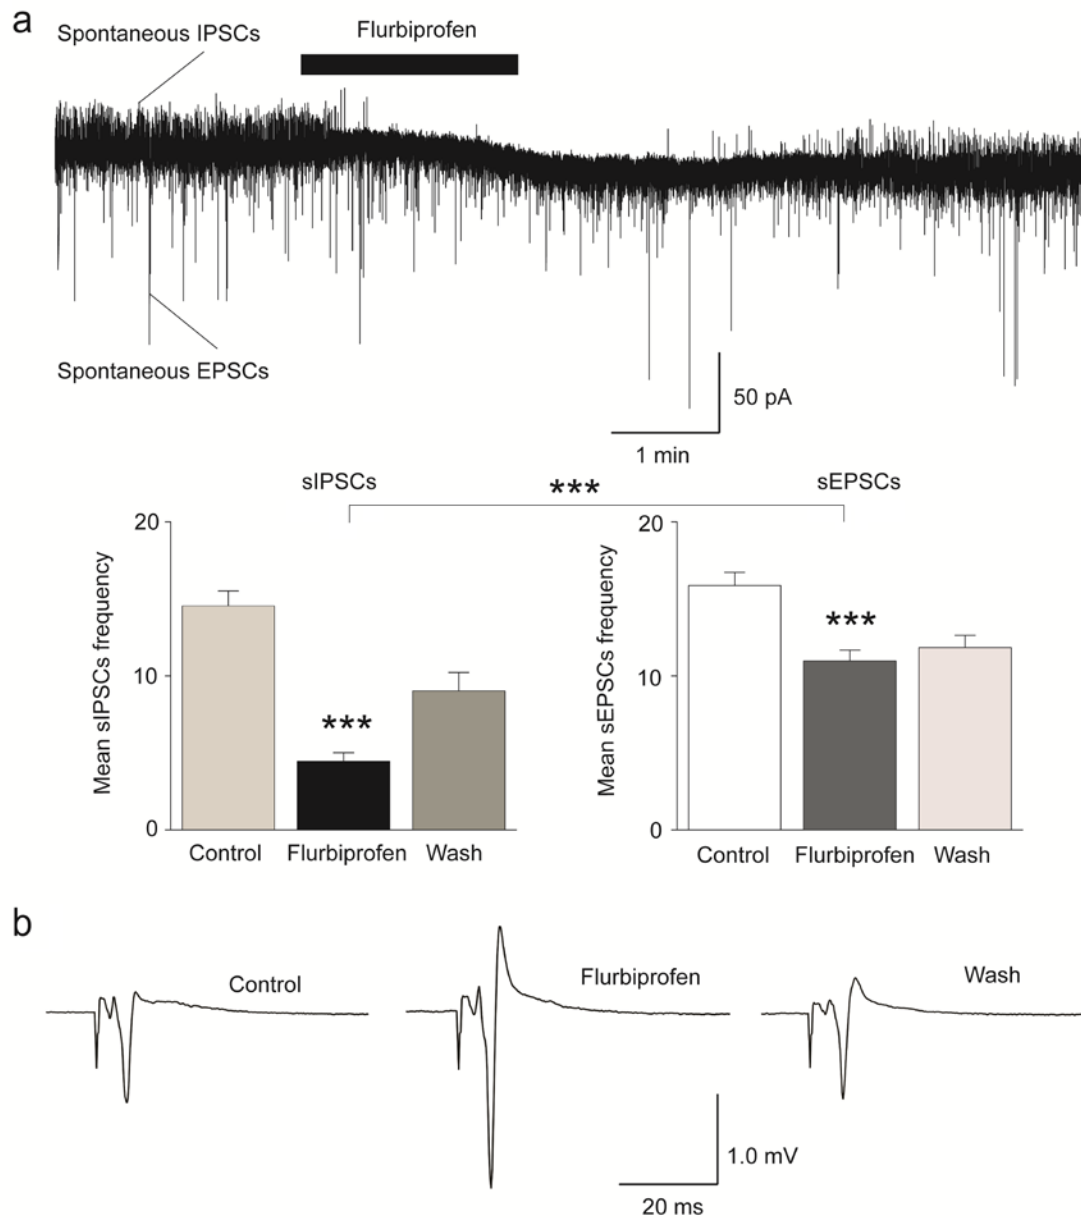 a
Spontaneous IPSCs
Flurbiprofen
Spontaneous EPSCs
50 pA
1 min
sIPSCs
***
sEPSCs
Mean sIPSCs frequency
20
10
0
***
Control
Flurbiprofen
Wash
Mean sEPSCs frequency
20
10
0
***
Control
Flurbiprofen
Wash
b
Control
Flurbiprofen
Wash
1.0 mV
20 ms